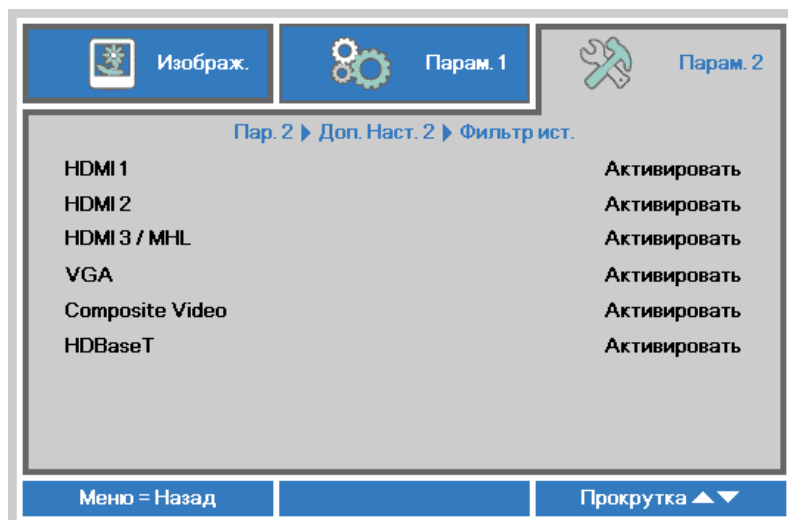 Изображ. Парам. 1 Парам. 2
Пар. 2 ▶ Доп. Наст. 2 ▶ Фильтр ист.
HDMI 1 Активировать
HDMI 2 Активировать
HDMI 3 / MHL Активировать
VGA Активировать
Composite Video Активировать
HDBaseT Активировать
Меню = Назад Прокрутка ▲▼